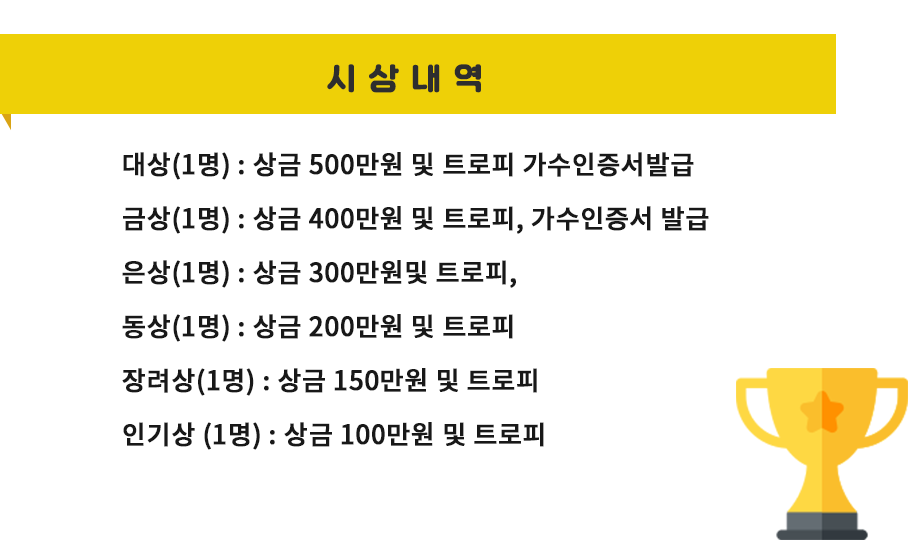 시상내역
대상(1명) : 상금 500만원 및 트로피 가수인증서발급
금상(1명) : 상금 400만원 및 트로피, 가수인증서 발급
은상(1명) : 상금 300만원및 트로피,
동상(1명) : 상금 200만원 및 트로피
장려상(1명) : 상금 150만원 및 트로피
인기상 (1명) : 상금 100만원 및 트로피